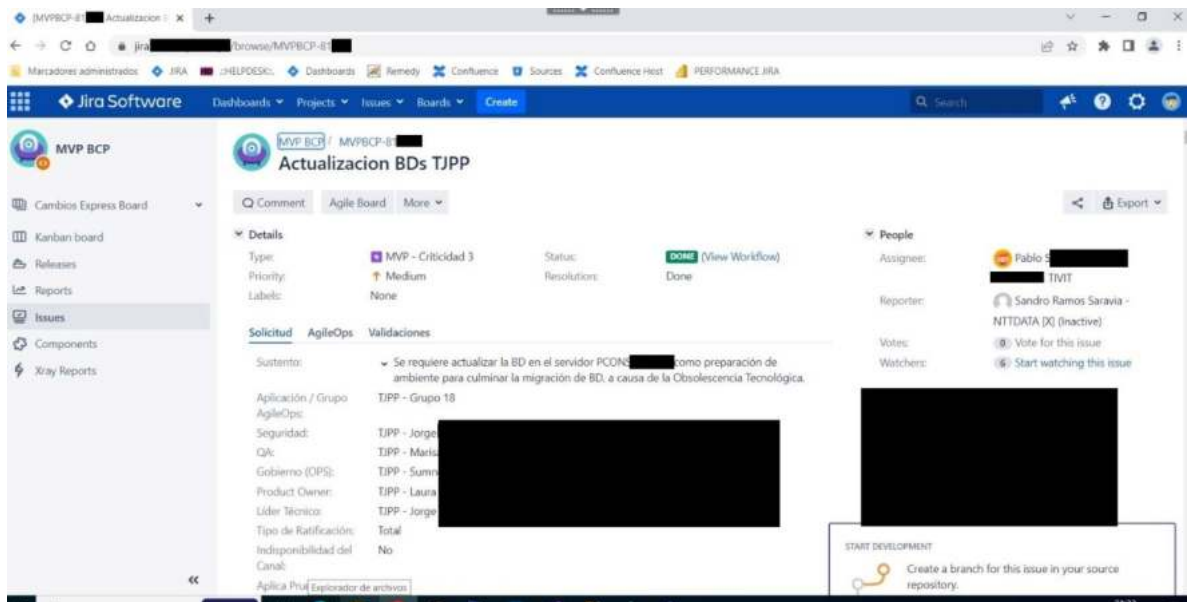 [MVPBCP-81 Actualizacion
jira /browse/MVPBCP-81
Marcadores administrados JIRA ::HELPDESK:. Dashboards Remedy Confluence Sources Confluence Host PERFORMANCE JIRA
Jira Software Dashboards Projects Issues Boards Create Search
MVP BCP
Cambios Express Board
Kanban board
Releases
Reports
Issues
Components
Xray Reports
MVP BCP / MVPBCP-81
Actualizacion BDs TJPP
Comment Agile Board More Export
Details
Type: MVP - Criticidad 3 Status: DONE (View Workflow)
Priority: Medium Resolution: Done
Labels: None
Solicitud AgileOps Validaciones
Sustento: Se requiere actualizar la BD en el servidor PCONS como preparación de
ambiente para culminar la migración de BD, a causa de la Obsolescencia Tecnológica.
Aplicación / Grupo TJPP - Grupo 18
AgileOps:
Seguridad: TJPP - Jorge
QA: TJPP - Maris
Gobierno (OPS): TJPP - Sumn
Product Owner: TJPP - Laura
Líder Técnico: TJPP - Jorge
Tipo de Ratificación: Total
Indisponibilidad del No
Canal:
Aplica Pru
Explorador de archivos
People
Assignee: Pablo S
TIVIT
Reporter: Sandro Ramos Saravia -
NTTDATA [X] (Inactive)
Votes: 0 Vote for this issue
Watchers: 6 Start watching this issue
START DEVELOPMENT
Create a branch for this issue in your source
repository.